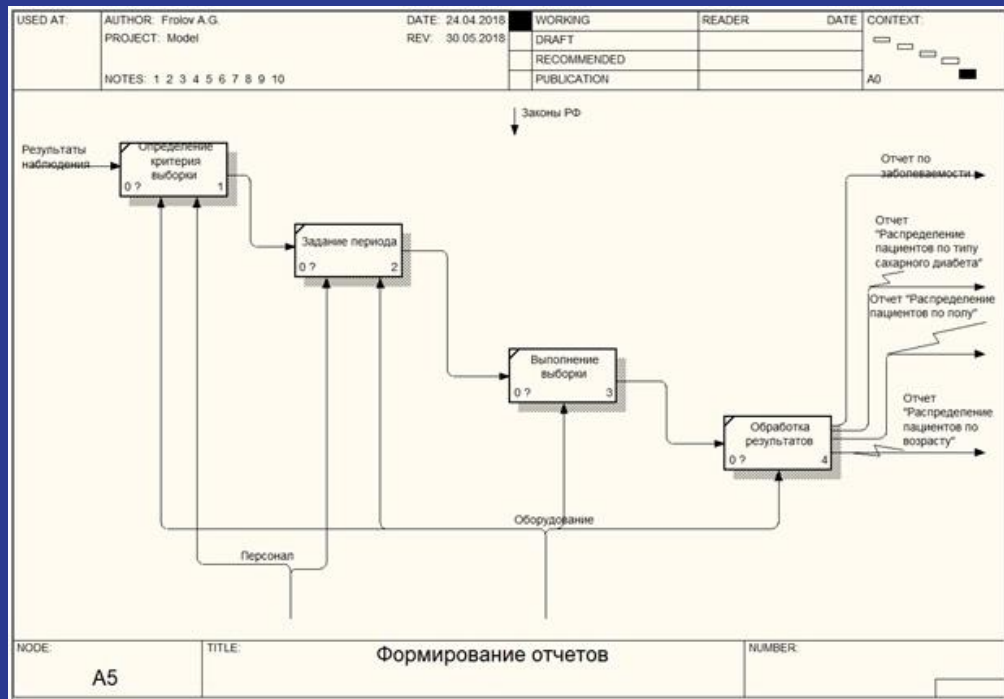 USED AT:
AUTHOR: Frolov A.G.
DATE: 24.04.2018
PROJECT: Model
REV: 30.05.2018
NOTES: 1 2 3 4 5 6 7 8 9 10
WORKING
DRAFT
RECOMMENDED
PUBLICATION
READER
DATE
CONTEXT:
A0
Законы РФ
Результаты
наблюдения
Определение
критерия
выборки
0 ?
1
Задание периода
0 ?
2
Выполнение
выборки
0 ?
3
Обработка
результатов
0 ?
4
Отчет по
заболеваемости
Отчет
"Распределение
пациентов по типу
сахарного диабета"
Отчет "Распределение
пациентов по полу"
Отчет
"Распределение
пациентов по
возрасту"
Оборудование
Персонал
NODE:
A5
TITLE:
Формирование отчетов
NUMBER: